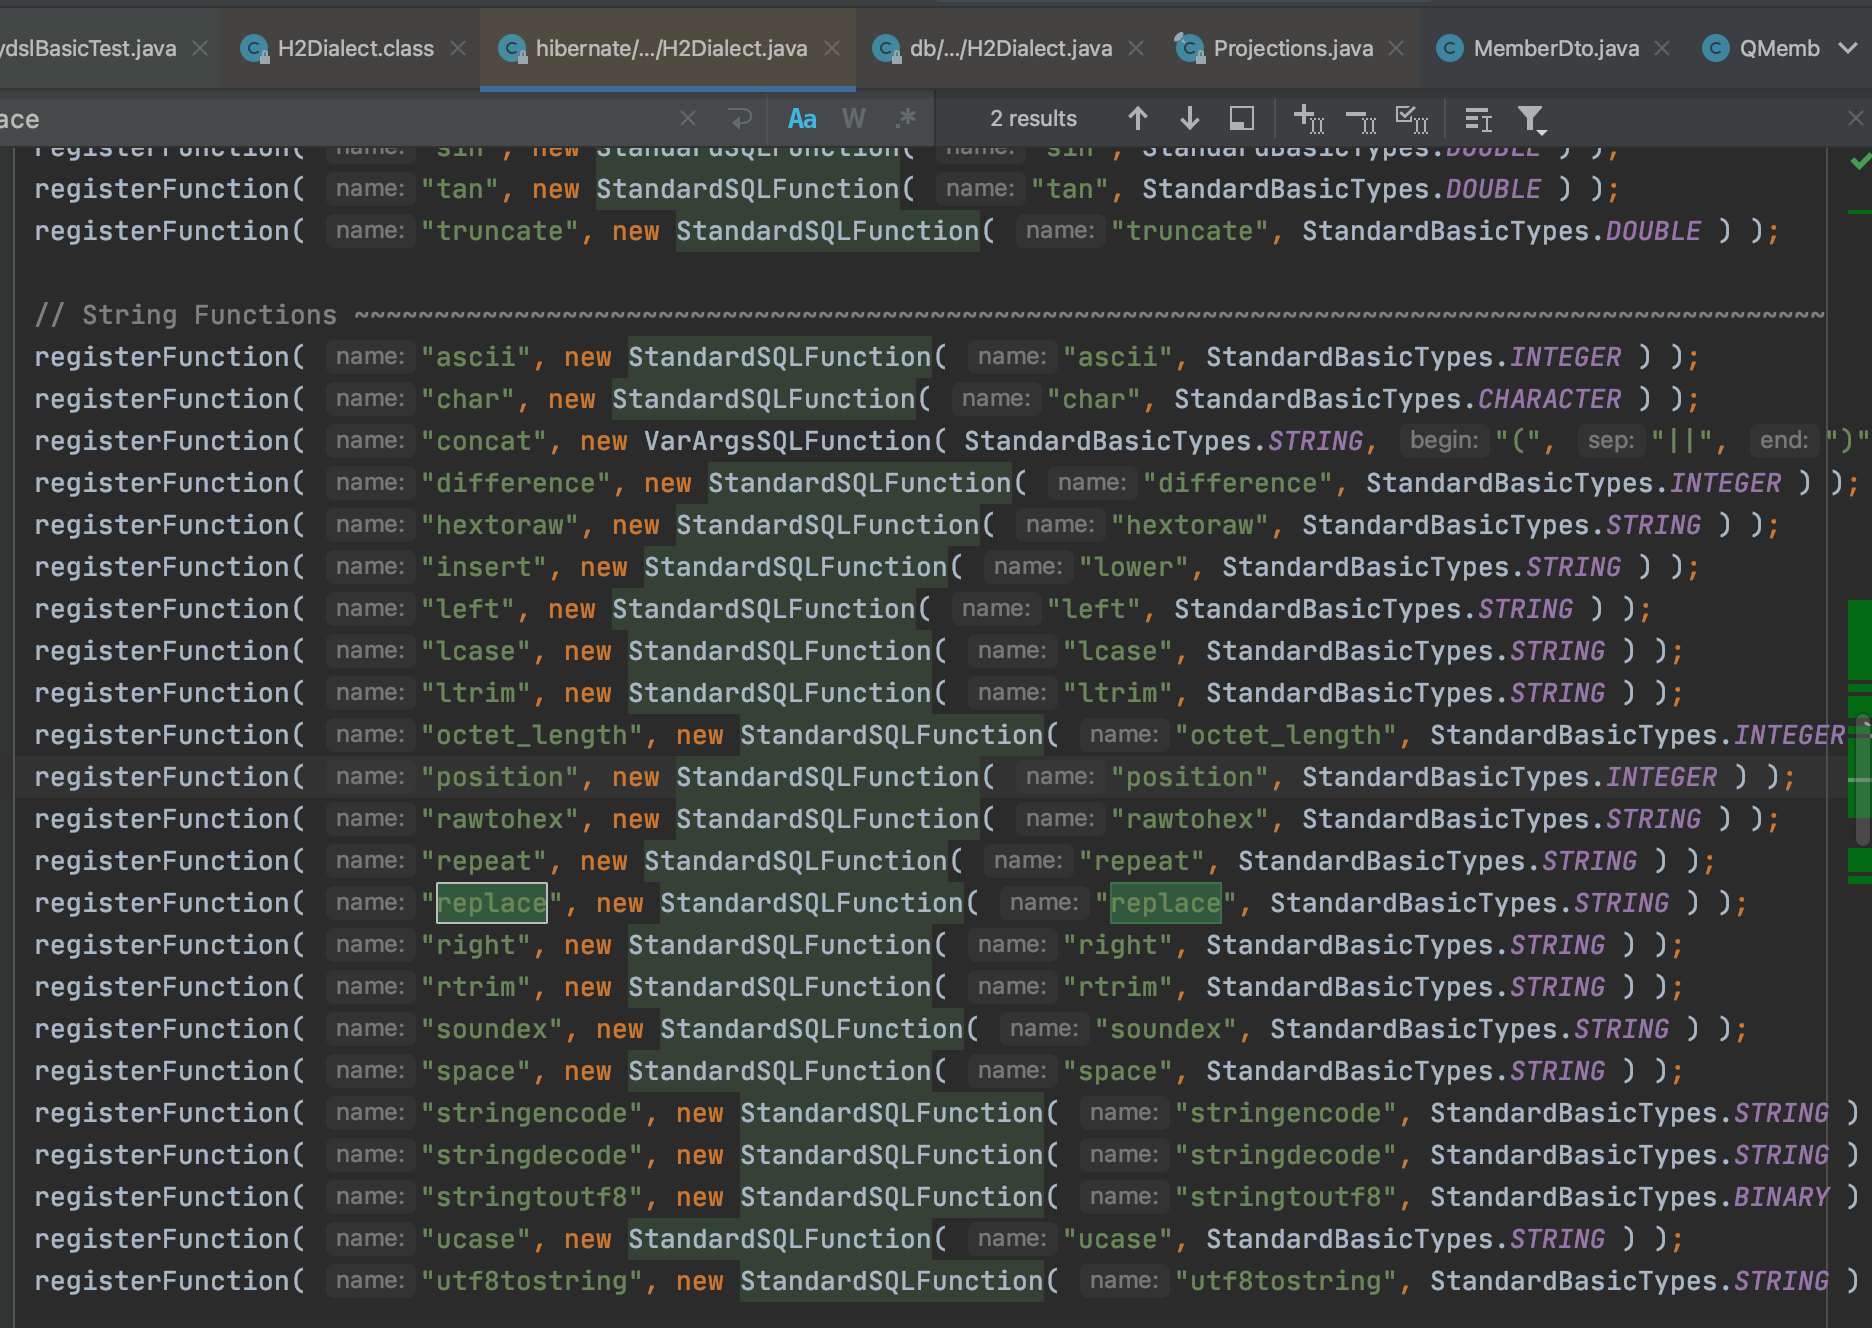 ydslBasicTest.java H2Dialect.class hibernate/.../H2Dialect.java db/.../H2Dialect.java Projections.java MemberDto.java QMemb
ace Aa W .* 2 results
registerFunction( name: "sin", new StandardSQLFunction( name: "sin", StandardBasicTypes.DOUBLE ) );
registerFunction( name: "tan", new StandardSQLFunction( name: "tan", StandardBasicTypes.DOUBLE ) );
registerFunction( name: "truncate", new StandardSQLFunction( name: "truncate", StandardBasicTypes.DOUBLE ) );
// String Functions ~~~~~~~~~~~~~~~~~~~~~~~~~~~~~~~~~~~~~~~~~~~~~~~~~~~~~~~~~~~~~~~~~~~~~~~~~~~~~~~~~~~~~~~~~~~~
registerFunction( name: "ascii", new StandardSQLFunction( name: "ascii", StandardBasicTypes.INTEGER ) );
registerFunction( name: "char", new StandardSQLFunction( name: "char", StandardBasicTypes.CHARACTER ) );
registerFunction( name: "concat", new VarArgsSQLFunction( StandardBasicTypes.STRING, begin: "(", sep: "||", end: ")"
registerFunction( name: "difference", new StandardSQLFunction( name: "difference", StandardBasicTypes.INTEGER ) );
registerFunction( name: "hextoraw", new StandardSQLFunction( name: "hextoraw", StandardBasicTypes.STRING ) );
registerFunction( name: "insert", new StandardSQLFunction( name: "lower", StandardBasicTypes.STRING ) );
registerFunction( name: "left", new StandardSQLFunction( name: "left", StandardBasicTypes.STRING ) );
registerFunction( name: "lcase", new StandardSQLFunction( name: "lcase", StandardBasicTypes.STRING ) );
registerFunction( name: "ltrim", new StandardSQLFunction( name: "ltrim", StandardBasicTypes.STRING ) );
registerFunction( name: "octet_length", new StandardSQLFunction( name: "octet_length", StandardBasicTypes.INTEGER
registerFunction( name: "position", new StandardSQLFunction( name: "position", StandardBasicTypes.INTEGER ) );
registerFunction( name: "rawtohex", new StandardSQLFunction( name: "rawtohex", StandardBasicTypes.STRING ) );
registerFunction( name: "repeat", new StandardSQLFunction( name: "repeat", StandardBasicTypes.STRING ) );
registerFunction( name: "replace", new StandardSQLFunction( name: "replace", StandardBasicTypes.STRING ) );
registerFunction( name: "right", new StandardSQLFunction( name: "right", StandardBasicTypes.STRING ) );
registerFunction( name: "rtrim", new StandardSQLFunction( name: "rtrim", StandardBasicTypes.STRING ) );
registerFunction( name: "soundex", new StandardSQLFunction( name: "soundex", StandardBasicTypes.STRING ) );
registerFunction( name: "space", new StandardSQLFunction( name: "space", StandardBasicTypes.STRING ) );
registerFunction( name: "stringencode", new StandardSQLFunction( name: "stringencode", StandardBasicTypes.STRING )
registerFunction( name: "stringdecode", new StandardSQLFunction( name: "stringdecode", StandardBasicTypes.STRING )
registerFunction( name: "stringtoutf8", new StandardSQLFunction( name: "stringtoutf8", StandardBasicTypes.BINARY )
registerFunction( name: "ucase", new StandardSQLFunction( name: "ucase", StandardBasicTypes.STRING ) );
registerFunction( name: "utf8tostring", new StandardSQLFunction( name: "utf8tostring", StandardBasicTypes.STRING )